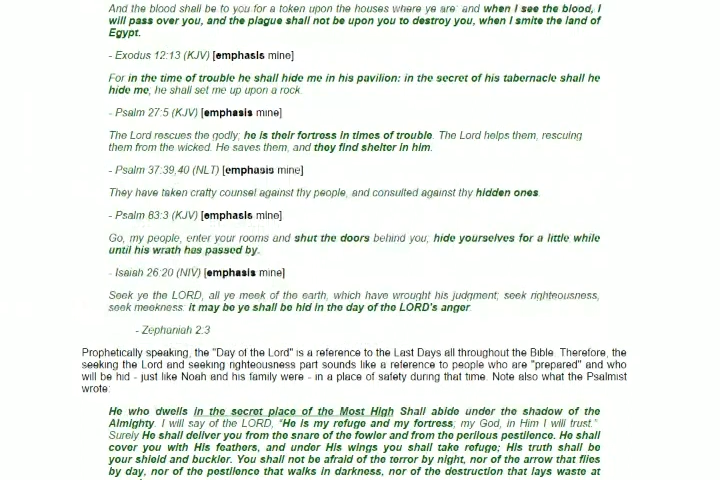 And the blood shall be to you for a token upon the houses where ye are: and when I see the blood, I
will pass over you, and the plague shall not be upon you to destroy you, when I smite the land of
Egypt.
- Exodus 12:13 (KJV) [emphasis mine]
For in the time of trouble he shall hide me in his pavilion: in the secret of his tabernacle shall he
hide me; he shall set me up upon a rock.
- Psalm 27:5 (KJV) [emphasis mine]
The Lord rescues the godly; he is their fortress in times of trouble. The Lord helps them, rescuing
them from the wicked. He saves them, and they find shelter in him.
- Psalm 37:39,40 (NLT) [emphasis mine]
They have taken crafty counsel against thy people, and consulted against thy hidden ones.
- Psalm 83:3 (KJV) [emphasis mine]
Go, my people, enter your rooms and shut the doors behind you; hide yourselves for a little while
until his wrath has passed by.
- Isaiah 26:20 (NIV) [emphasis mine]
Seek ye the LORD, all ye meek of the earth, which have wrought his judgment; seek righteousness,
seek meekness: it may be ye shall be hid in the day of the LORD's anger.
- Zephaniah 2:3
Prophetically speaking, the "Day of the Lord" is a reference to the Last Days all throughout the Bible. Therefore, the
seeking the Lord and seeking righteousness part sounds like a reference to people who are "prepared" and who
will be hid - just like Noah and his family were - in a place of safety during that time. Note also what the Psalmist
wrote:
He who dwells in the secret place of the Most High Shall abide under the shadow of the
Almighty. I will say of the LORD, "He is my refuge and my fortress; my God, in Him I will trust."
Surely He shall deliver you from the snare of the fowler and from the perilous pestilence. He shall
cover you with His feathers, and under His wings you shall take refuge; His truth shall be
your shield and buckler. You shall not be afraid of the terror by night, nor of the arrow that flies
by day, nor of the pestilence that walks in darkness, nor of the destruction that lays waste at